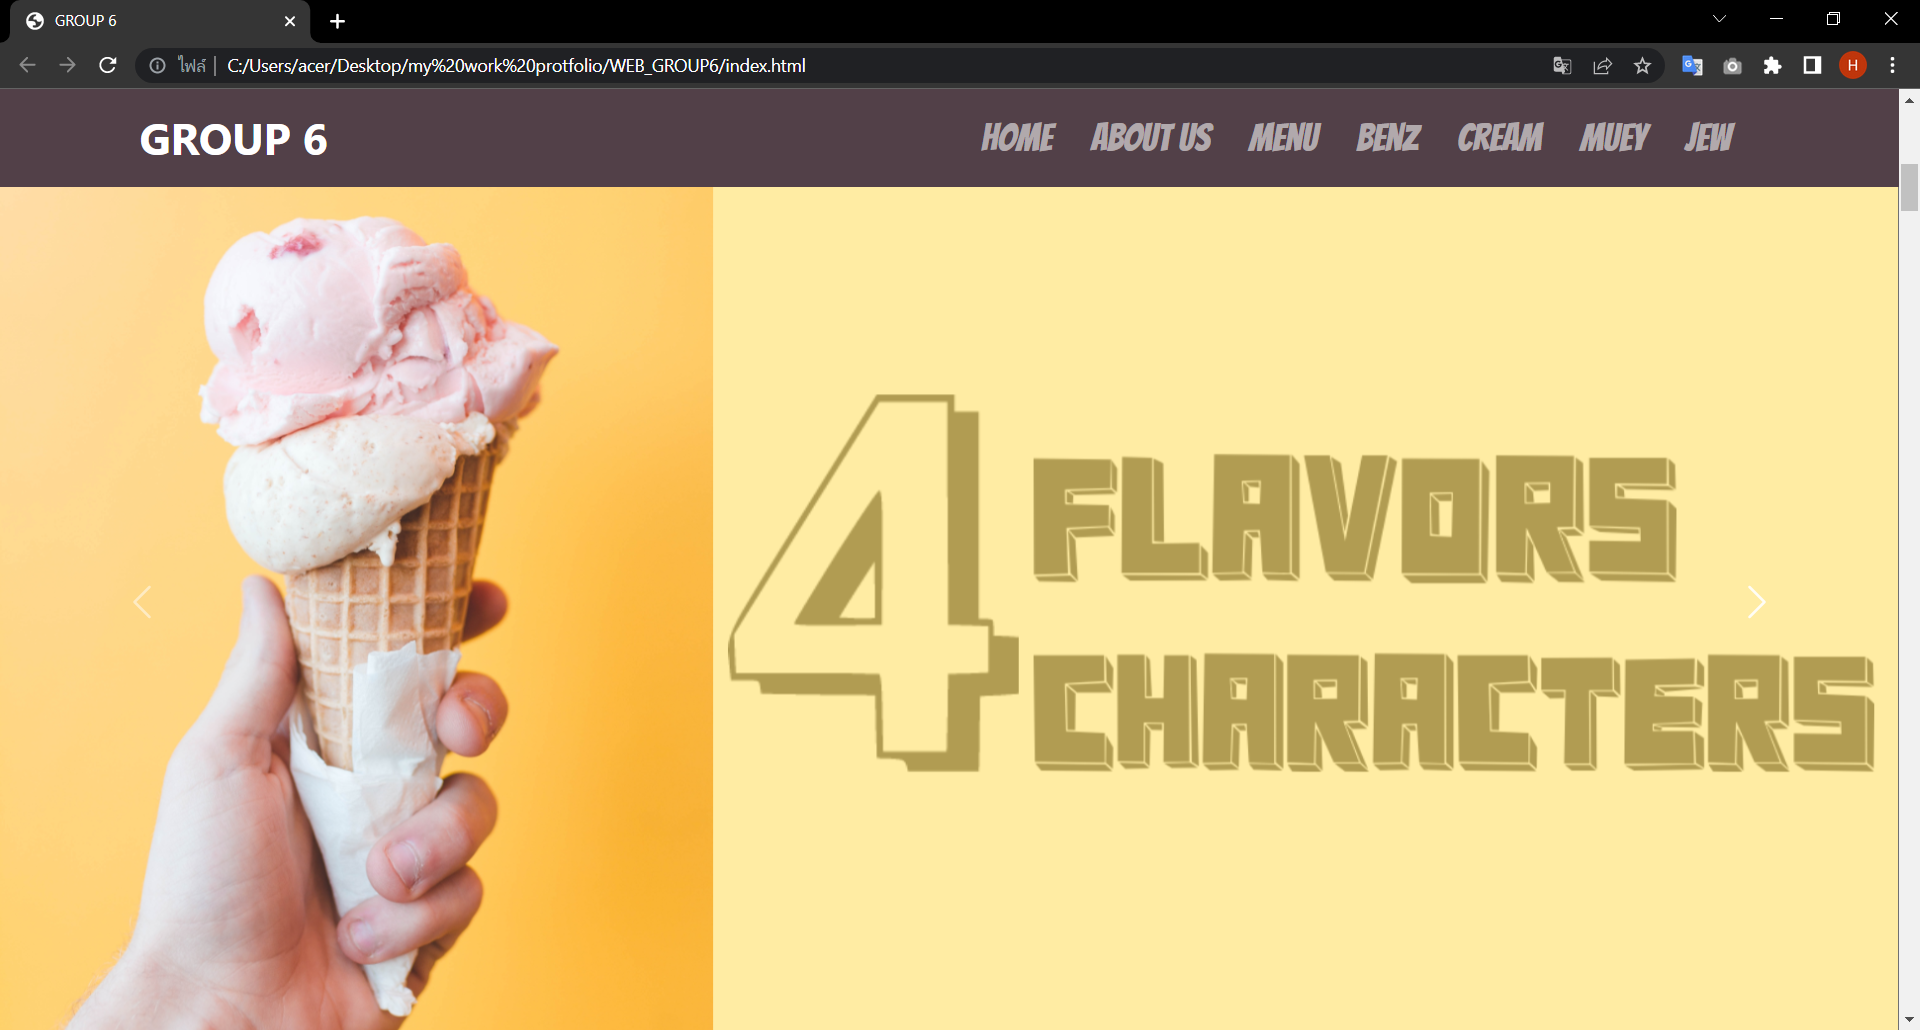 GROUP 6
ไฟล์ | C:/Users/acer/Desktop/my%20work%20protfolio/WEB_GROUP6/index.html
H
GROUP 6 HOME ABOUT US MENU BENZ CREAM MUEY JEW
4 FLAVORS
CHARACTERS